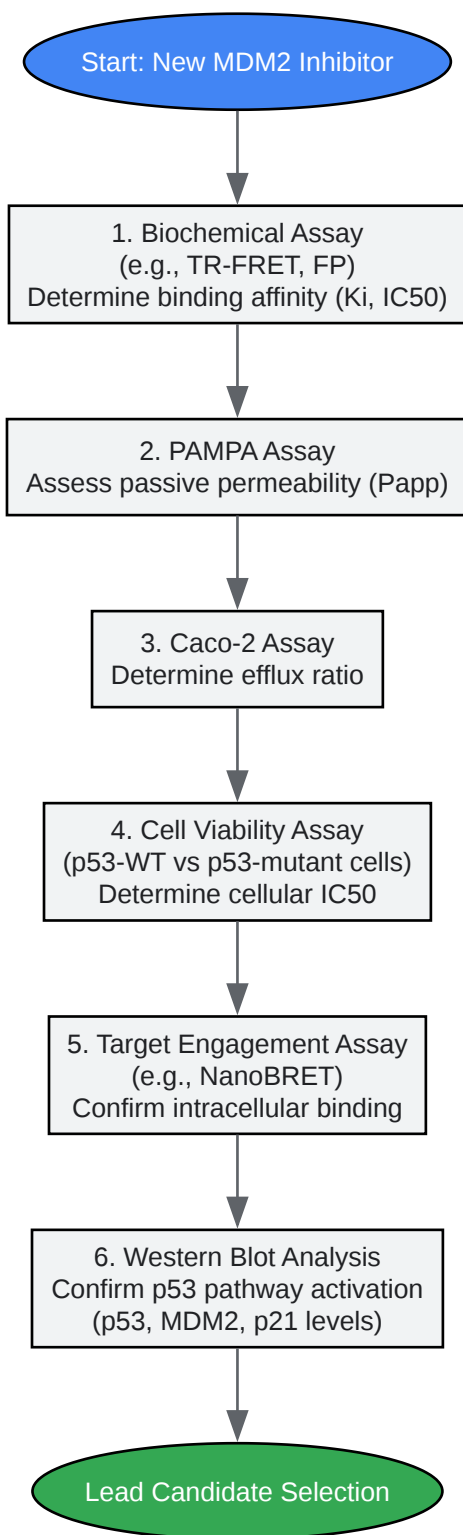 Start: New MDM2 Inhibitor
1. Biochemical Assay
(e.g., TR-FRET, FP)
Determine binding affinity (Ki, IC50)
2. PAMPA Assay
Assess passive permeability (Papp)
3. Caco-2 Assay
Determine efflux ratio
4. Cell Viability Assay
(p53-WT vs p53-mutant cells)
Determine cellular IC50
5. Target Engagement Assay
(e.g., NanoBRET)
Confirm intracellular binding
6. Western Blot Analysis
Confirm p53 pathway activation
(p53, MDM2, p21 levels)
Lead Candidate Selection